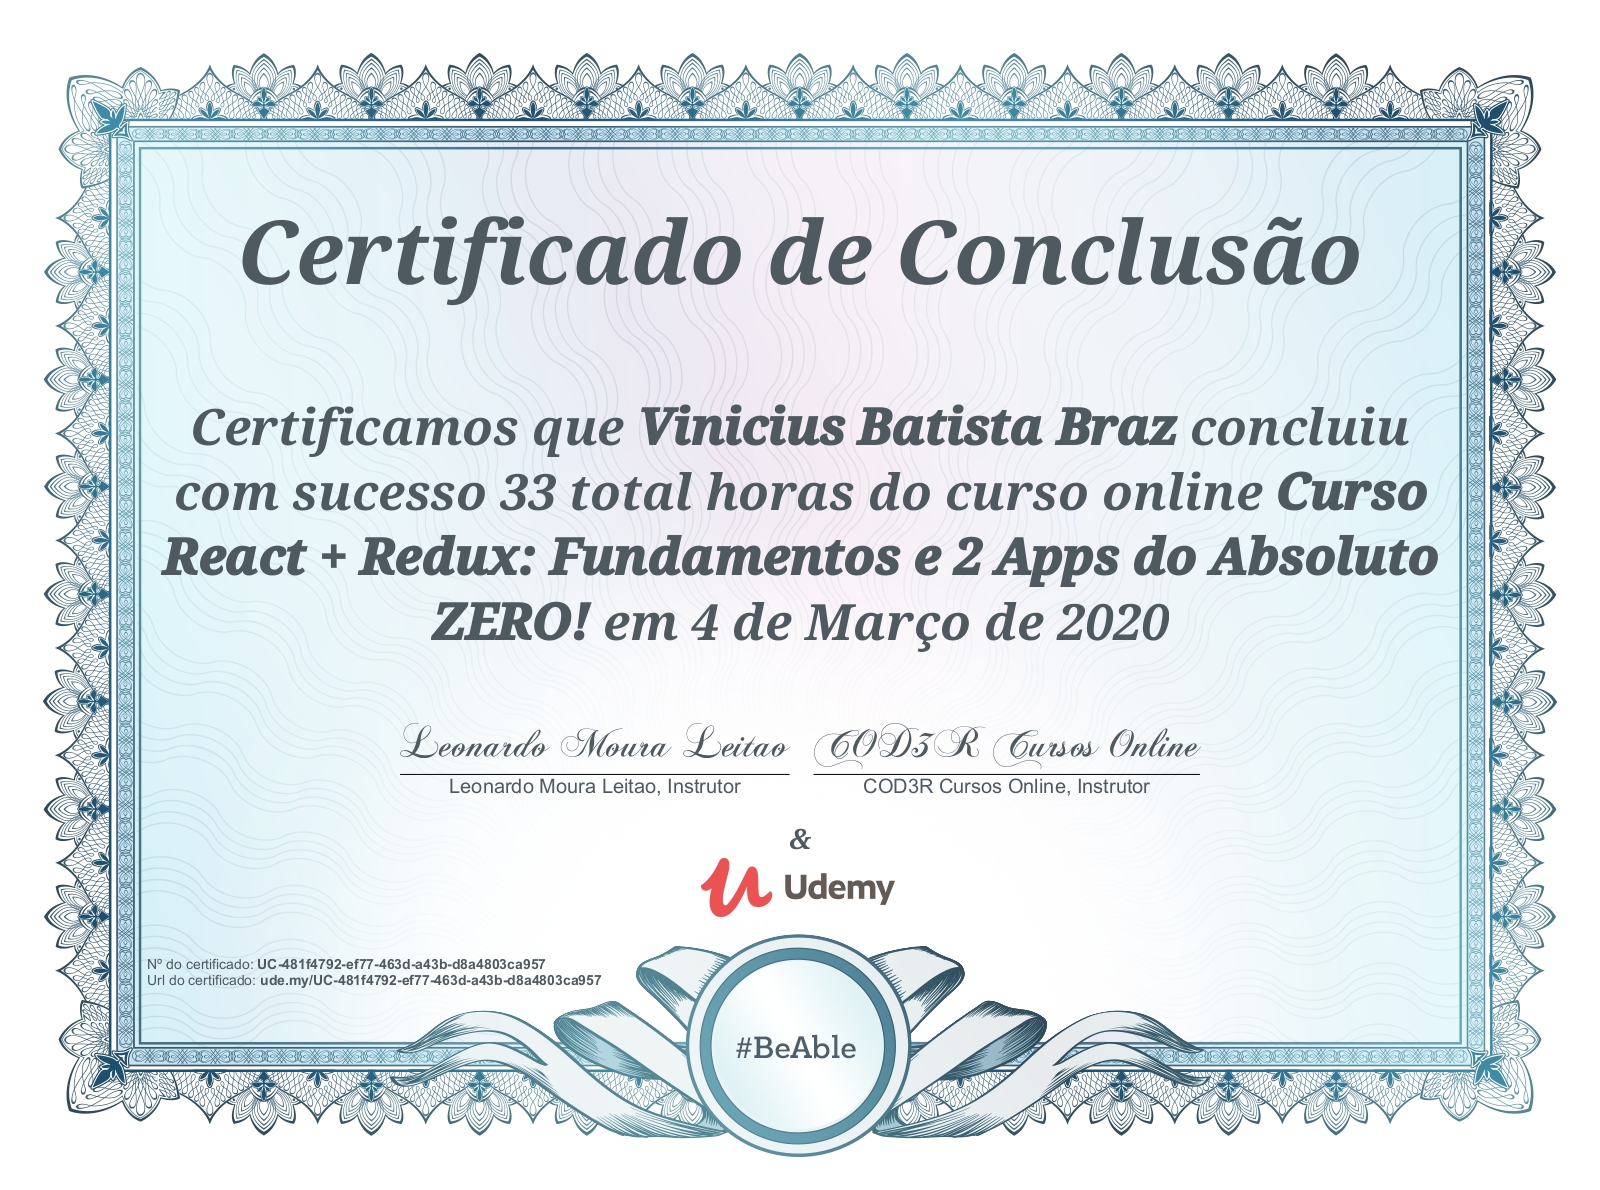 Certificado de Conclusão
Certificamos que Vinicius Batista Braz concluiu
com sucesso 33 total horas do curso online Curso
React + Redux: Fundamentos e 2 Apps do Absoluto
ZERO! em 4 de Março de 2020
Leonardo Moura Leitao COD3R Cursos Online
Leonardo Moura Leitao, Instrutor COD3R Cursos Online, Instrutor
&
Udemy
Nº do certificado: UC-481f4792-ef77-463d-a43b-d8a4803ca957
Url do certificado: ude.my/UC-481f4792-ef77-463d-a43b-d8a4803ca957
#BeAble